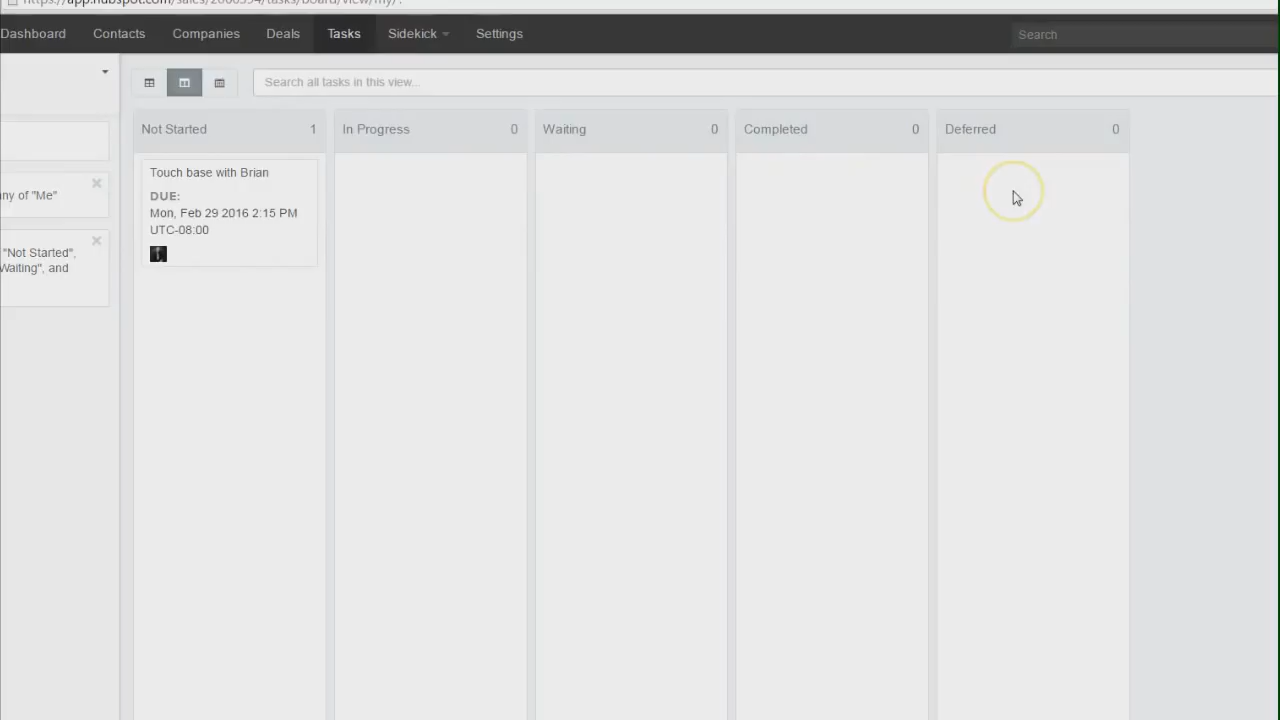 https://app.hubspot.com/sales/2066594/tasks/board/view/my/?
Dashboard
Contacts
Companies
Deals
Tasks
Sidekick
Settings
Search
Search all tasks in this view...
ny of "Me"
"Not Started",
Waiting", and
Not Started 1
In Progress 0
Waiting 0
Completed 0
Deferred 0
Touch base with Brian
DUE:
Mon, Feb 29 2016 2:15 PM
UTC-08:00